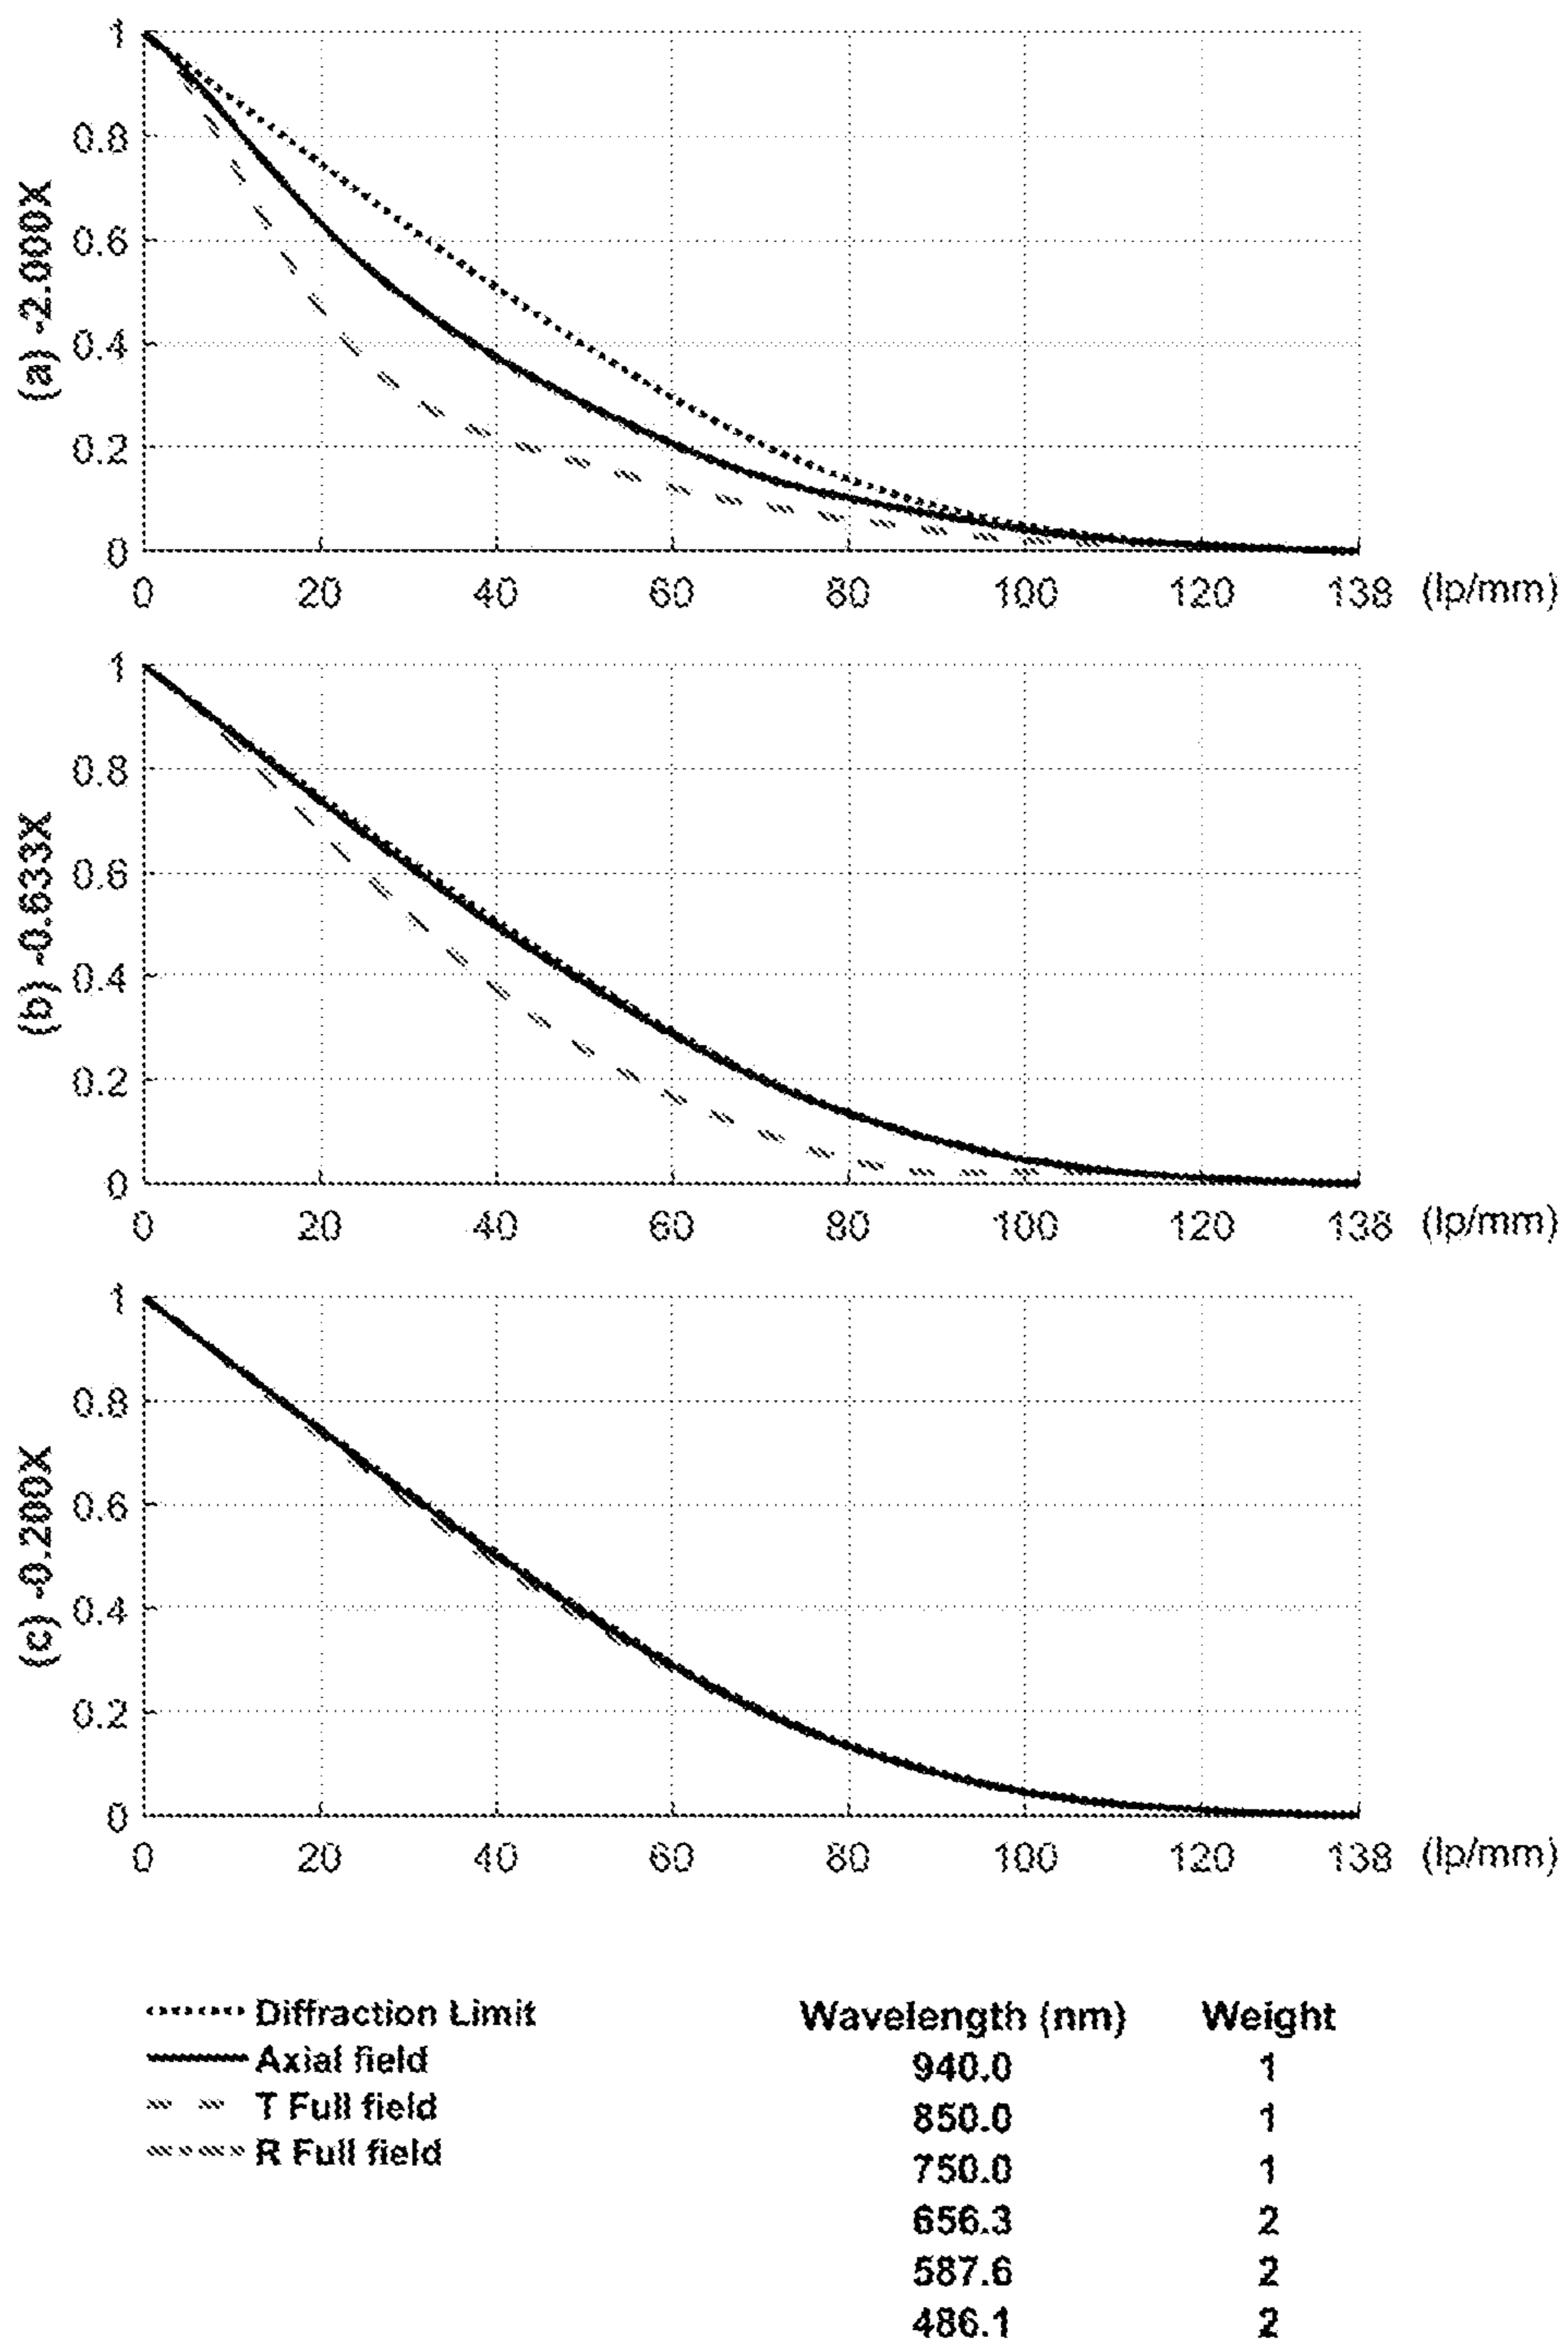 (a) -2.000X
1
0.8
0.6
0.4
0.2
0
0 20 40 60 80 100 120 138 (lp/mm)
(b) -0.633X
1
0.8
0.6
0.4
0.2
0
0 20 40 60 80 100 120 138 (lp/mm)
(c) -0.200X
1
0.8
0.6
0.4
0.2
0
0 20 40 60 80 100 120 138 (lp/mm)
Diffraction Limit
Axial field
T Full field
R Full field
Wavelength (nm) Weight
940.0 1
850.0 1
750.0 1
656.3 2
587.6 2
486.1 2